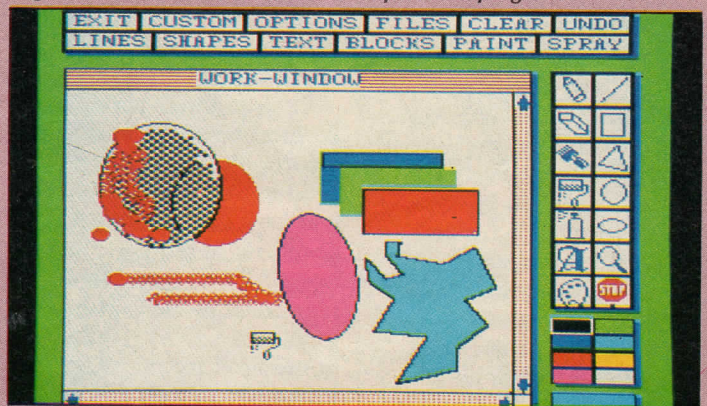 EXIT CUSTOM OPTIONS FILES CLEAR UNDO
LINES SHAPES TEXT BLOCKS PAINT SPRAY
WORK-WINDOW
A
STOP